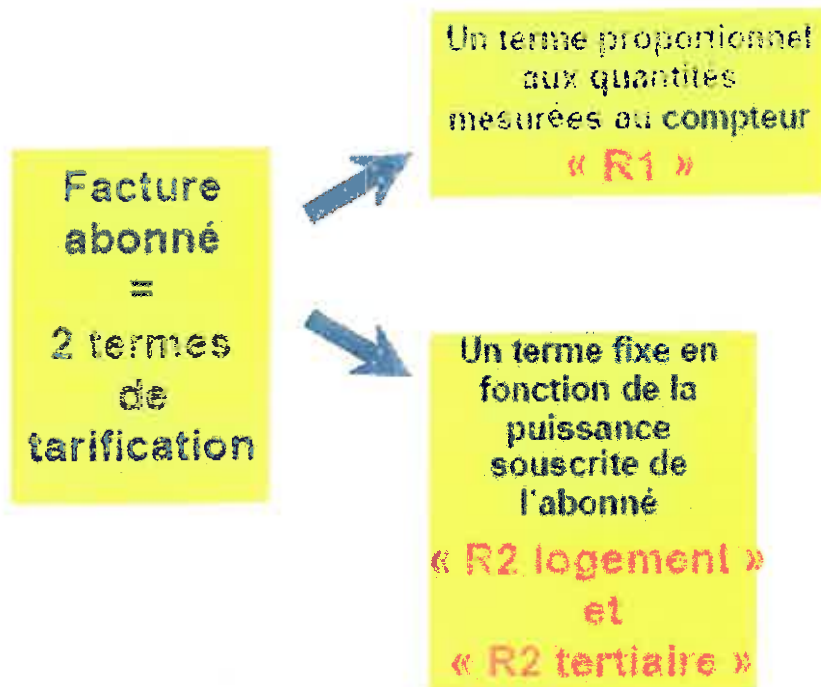 Facture
abonné
=
2 termes
de
tarification
Un terme proportionnel
aux quantités
mesurées au compteur
« R1 »
Un terme fixe en
fonction de la
puissance
souscrite de
l'abonné
« R2 logement »
et
« R2 tertiaire »